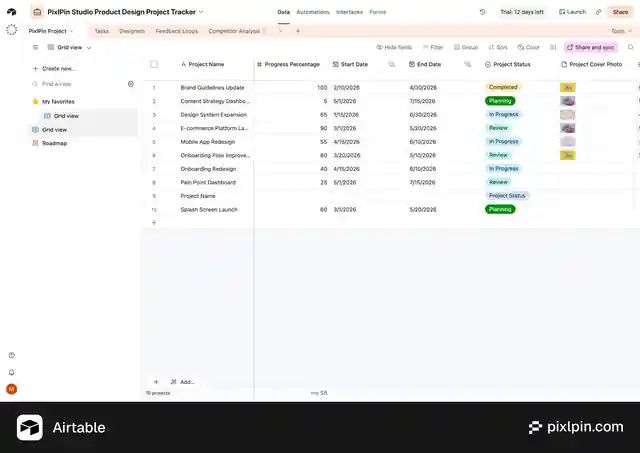 PixlPin Studio Product Design Project Tracker
Data Automations Interfaces Forms
Trial: 12 days left Launch Share
PixlPin Project Tasks Designets Feedback Loops Competitor Analysis Tools
Grid view Hide fields Filter Group Sort Color Share and sync
Create new...
Find a view
My favorites
Grid view
Grid view
Roadmap
Project Name Progress Percentage Start Date End Date Project Status Project Cover Photo
1 Brand Guidelines Update 100 2/10/2026 4/30/2026 Completed
2 Content Strategy Dashbo... 5 5/1/2026 7/15/2026 Planning
3 Design System Expansion 65 1/15/2026 6/30/2026 In Progress
4 E-commerce Platform La... 90 3/1/2026 5/20/2026 Review
5 Mobile App Redesign 55 4/15/2026 6/10/2026 In Progress
6 Onboarding Flow Improve... 80 3/20/2026 5/10/2026 Review
7 Onboarding Redesign 40 4/15/2026 6/10/2026 In Progress
8 Pain Point Dashboard 25 5/1/2026 7/15/2026 Review
9 Project Name Project Status
10 Splash Screen Launch 60 3/1/2026 5/20/2026 Planning
Add...
10 projects
M
Airtable
pixlpin.com